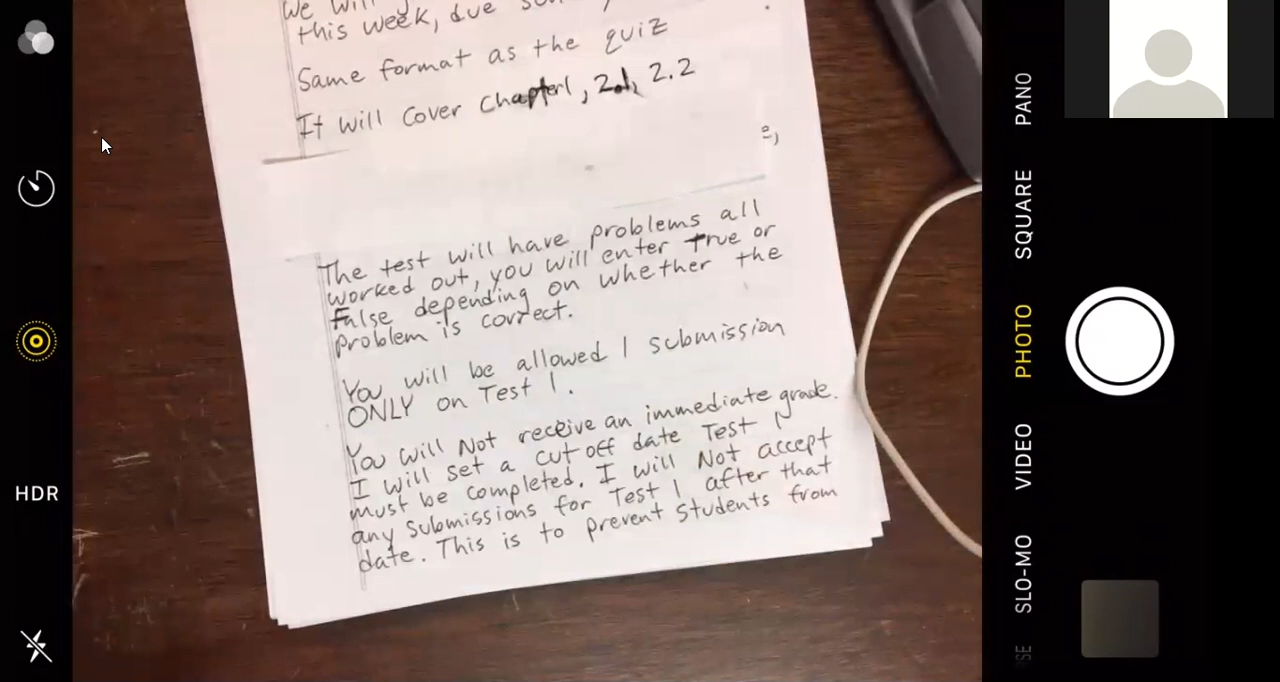 We will
this week, due
Same format as the quiz
It will cover Chapter 1, 2.1, 2.2
The test will have problems all
worked out, you will enter True or
False depending on whether the
problem is correct.
You will be allowed 1 submission
ONLY on Test 1.
You will Not receive an immediate grade.
I will set a cut off date Test 1
must be completed. I will Not accept
any submissions for Test 1 after that
date. This is to prevent students from
HDR
PANO
SQUARE
PHOTO
VIDEO
SLO-MO
SE